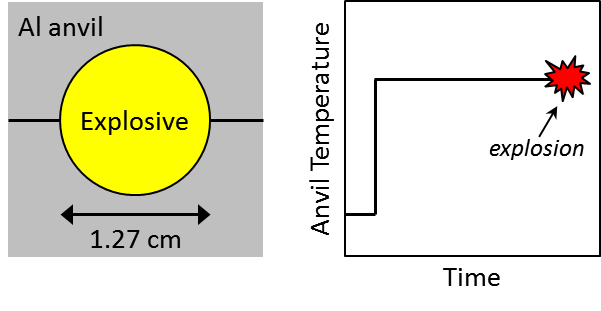 Al anvil
Explosive
1.27 cm
Anvil Temperature
explosion
Time